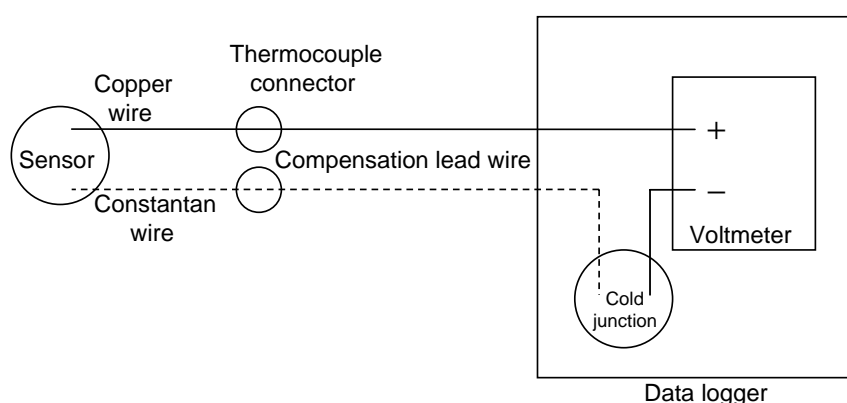 Thermocouple
connector
Copper
wire
+
Sensor
Compensation lead wire
−
Constantan
wire
Voltmeter
Cold
junction
Data logger